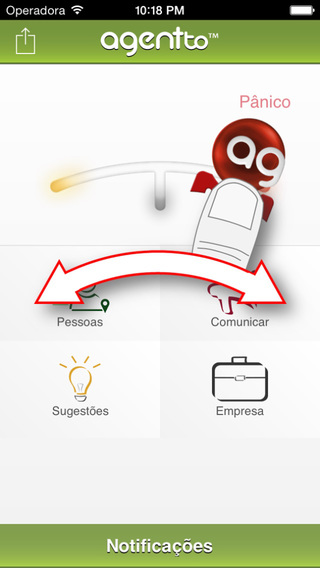 Operadora 10:18 PM
agentto™
Pânico
ag
Pessoas Comunicar
Sugestões Empresa
Notificações